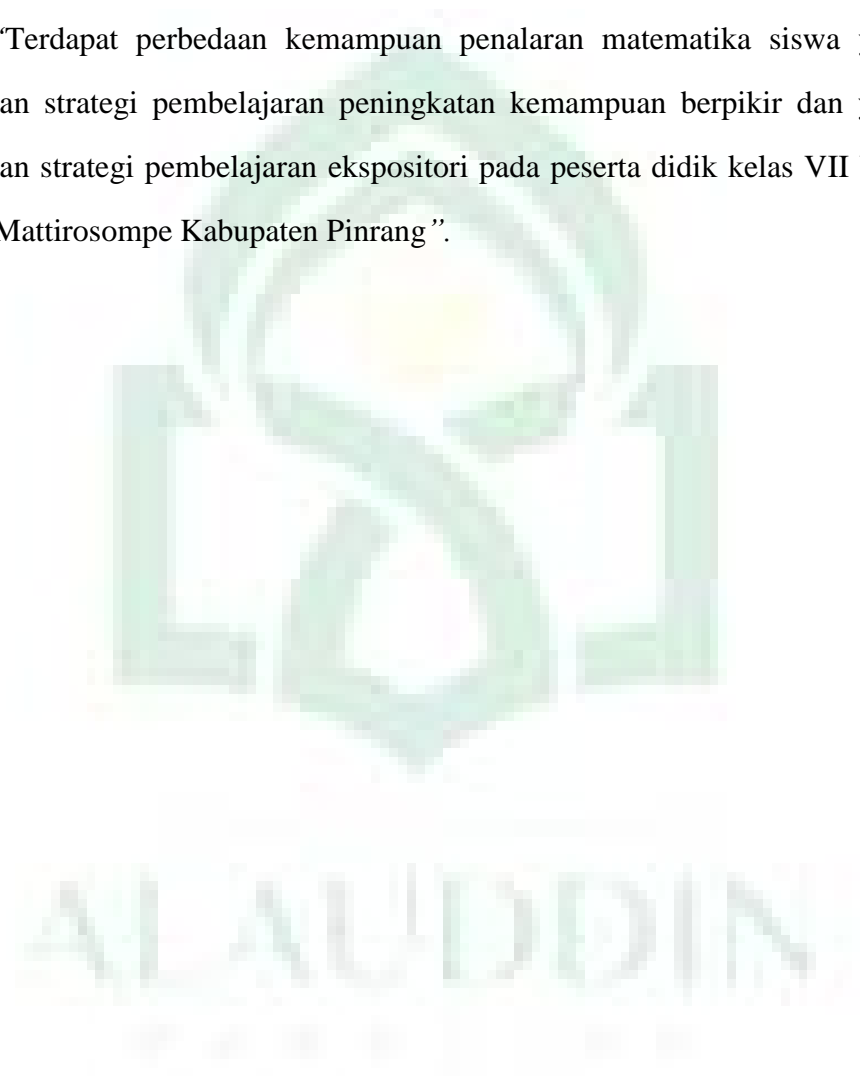 “Terdapat perbedaan kemampuan penalaran matematika siswa
an strategi pembelajaran peningkatan kemampuan berpikir dan
an strategi pembelajaran ekspositori pada peserta didik kelas VII
Mattirosompe Kabupaten Pinrang”.
ALAUDDIN